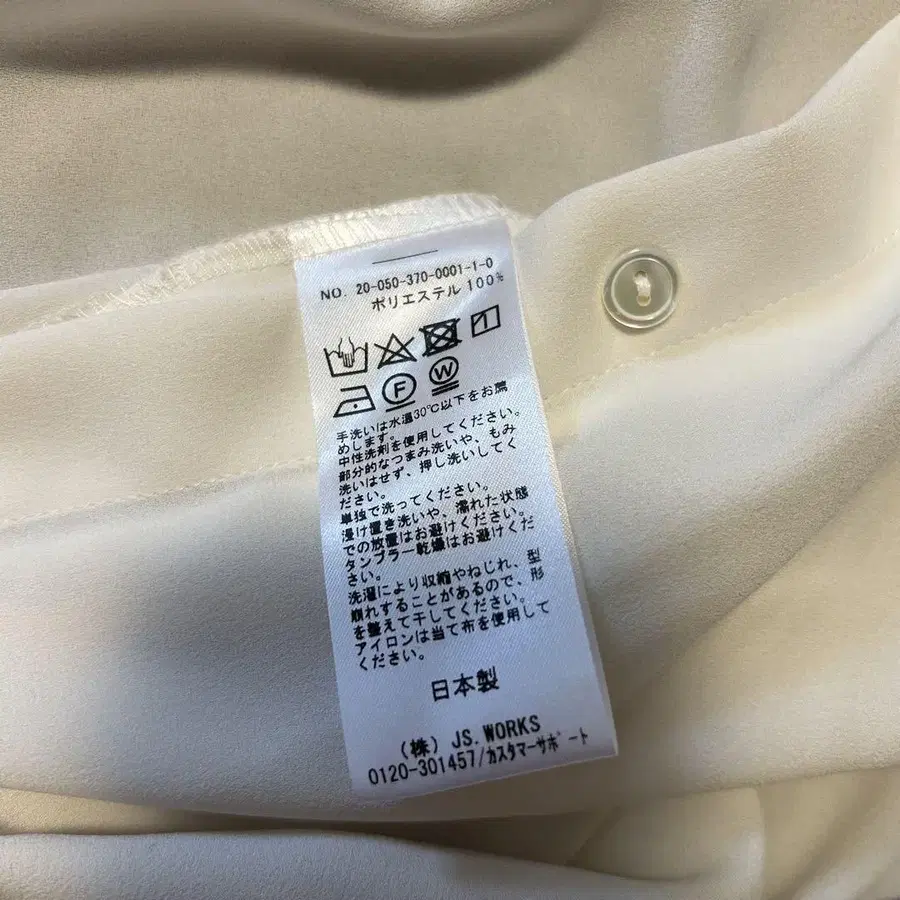 NO. 20-050-370-0001-1-0
ポリエステル 100%
F
W
手洗いは水温30℃以下をお薦
めします。
中性洗剤を使用してください。
部分的なつまみ洗いや、もみ
洗いはせず、押し洗いしてく
ださい。
単独で洗ってください。
浸け置き洗いや、濡れた状態
での放置はお避けください。
タンブラー乾燥はお避けくださ
さい。
洗濯により収縮やねじれ、型
崩れすることがあるので、形
を整えて干してください。
アイロンは当て布を使用して
ください。
日本製
(株) JS.WORKS
0120-301457/カスタマーサポート